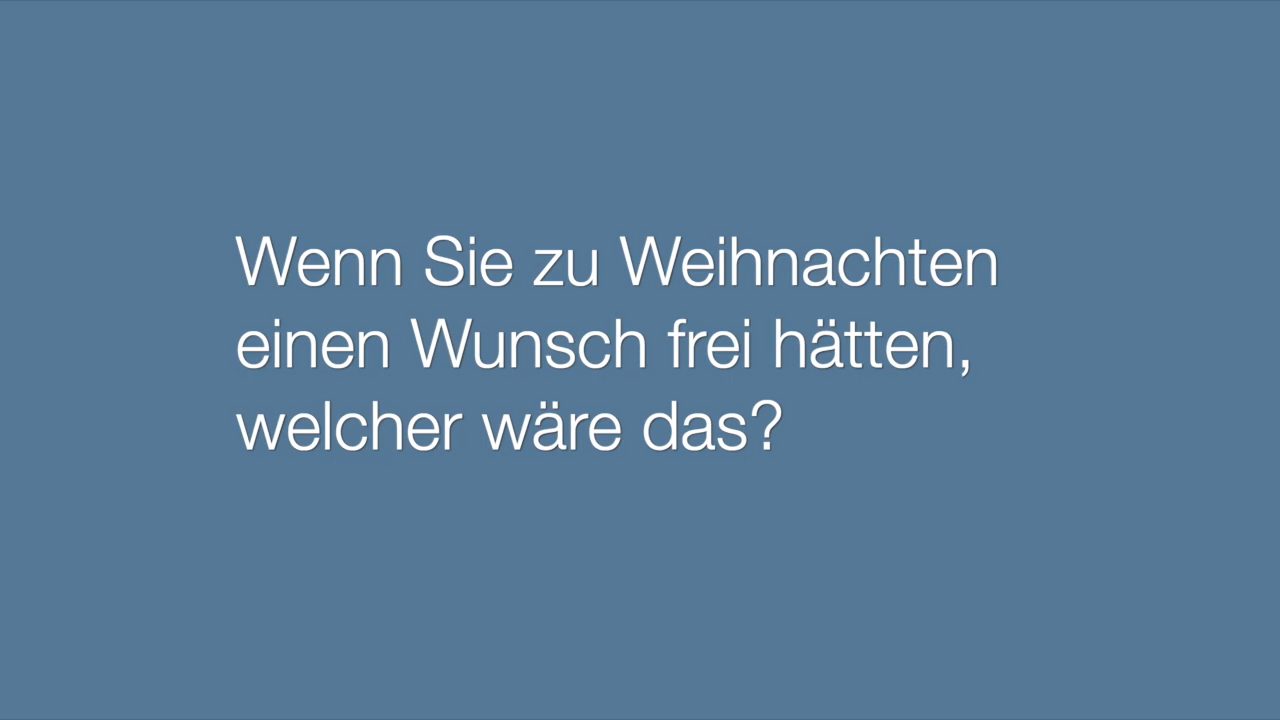 Wenn Sie zu Weihnachten
einen Wunsch frei hätten,
welcher wäre das?